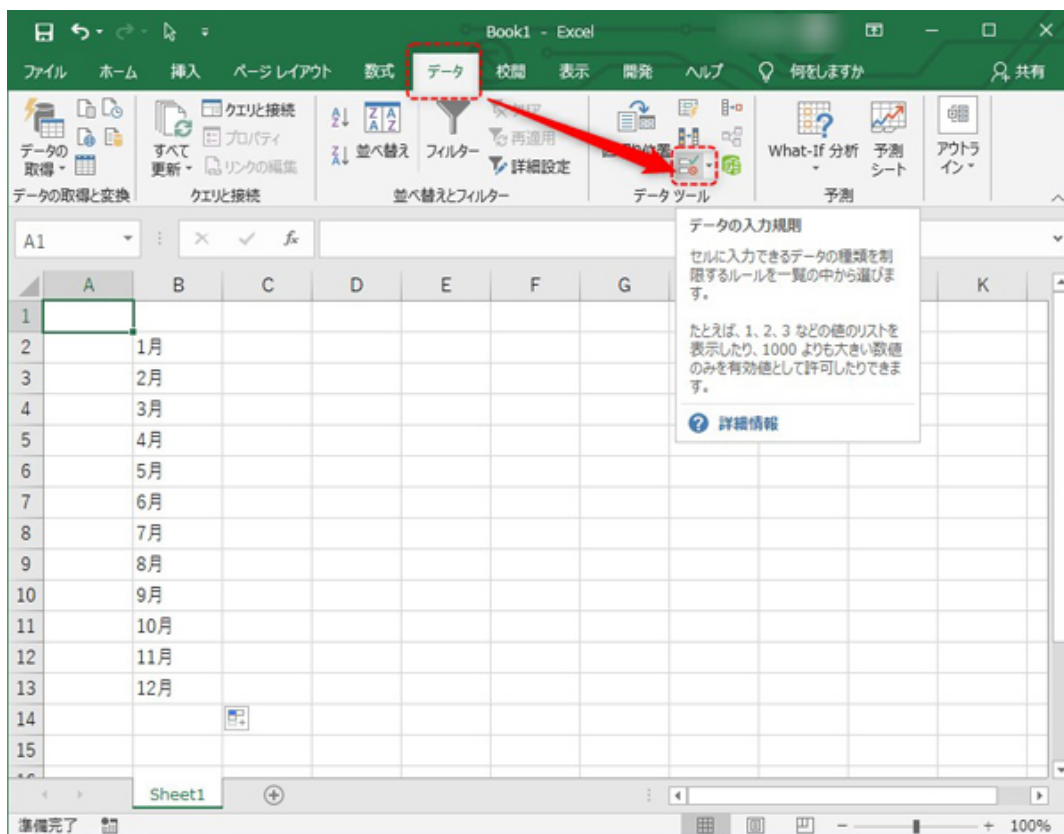 Book1 - Excel
ファイル ホーム 挿入 ページ レイアウト 数式 データ 校閲 表示 開発 ヘルプ 何をしますか 共有
クエリと接続
プロパティ
リンクの編集
データの
取得
すべて
更新
並べ替え
フィルター
再適用
詳細設定
What-If 分析
予測
シート
アウトラ
イン
データの取得と変換 クエリと接続 並べ替えとフィルター データ ツール 予測
A1
fx
データの入力規則
セルに入力できるデータの種類を制
限するルールを一覧の中から選びま
す。
たとえば、1、2、3 などの値のリストを
表示したり、1000 よりも大きい数値
のみを有効値として許可したりできま
す。
詳細情報
A B C D E F G K
1
2 1月
3 2月
4 3月
5 4月
6 5月
7 6月
8 7月
9 8月
10 9月
11 10月
12 11月
13 12月
14
15
Sheet1
準備完了 100%